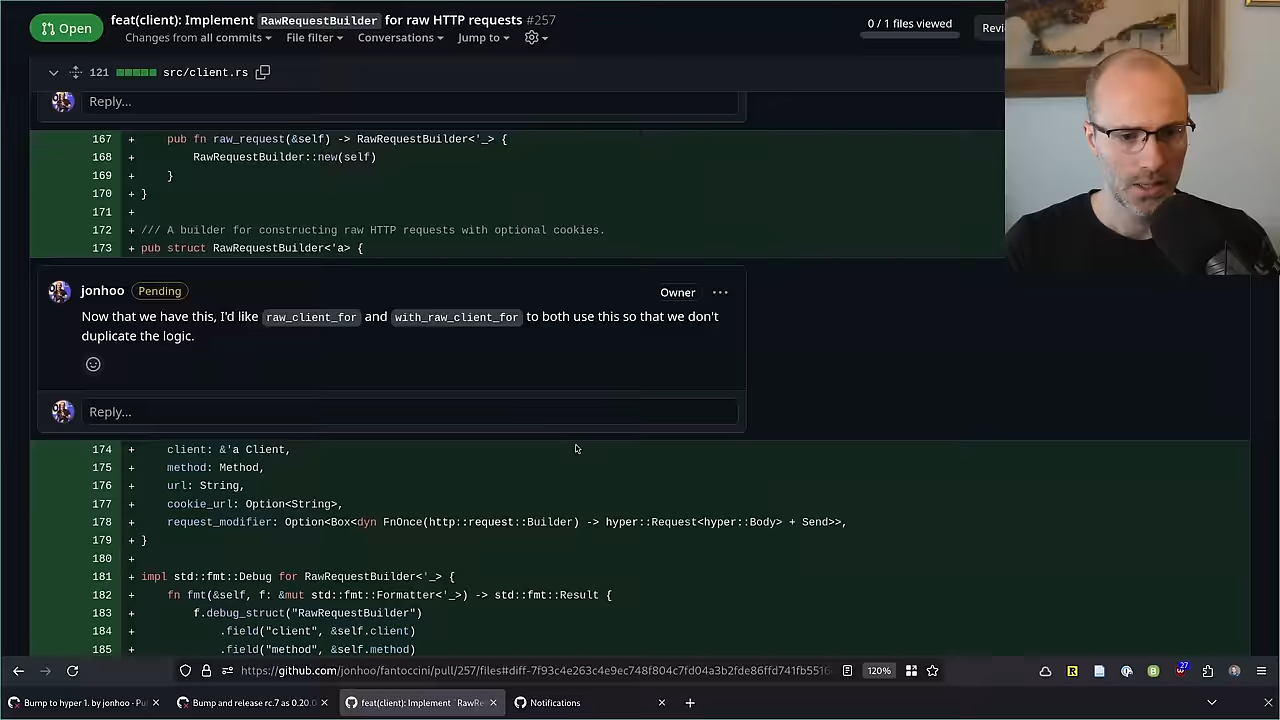 Open
feat(client): Implement RawRequestBuilder for raw HTTP requests #257
Changes from all commits File filter Conversations Jump to
0 / 1 files viewed
Revi
121 src/client.rs
Reply...
167 + pub fn raw_request(&self) -> RawRequestBuilder<'_> {
168 + RawRequestBuilder::new(self)
169 + }
170 + }
171 +
172 + /// A builder for constructing raw HTTP requests with optional cookies.
173 + pub struct RawRequestBuilder<'a> {
jonhoo Pending Owner
Now that we have this, I'd like raw_client_for and with_raw_client_for to both use this so that we don't
duplicate the logic.
Reply...
174 + client: &'a Client,
175 + method: Method,
176 + url: String,
177 + cookie_url: Option<String>,
178 + request_modifier: Option<Box<dyn FnOnce(http::request::Builder) -> hyper::Request<hyper::Body> + Send>>,
179 + }
180 +
181 + impl std::fmt::Debug for RawRequestBuilder<'_> {
182 + fn fmt(&self, f: &mut std::fmt::Formatter<'_>) -> std::fmt::Result {
183 + f.debug_struct("RawRequestBuilder")
184 + .field("client", &self.client)
185 + .field("method", &self.method)
https://github.com/jonhoo/fantoccini/pull/257/files#diff-7f93c4e263c4e9ec748f804c7fd04a3b2fde86ffd741fb5516 120% 27
Bump to hyper 1. by jonhoo · Pu Bump and release rc.7 as 0.20.0 feat(client): Implement `RawRe Notifications